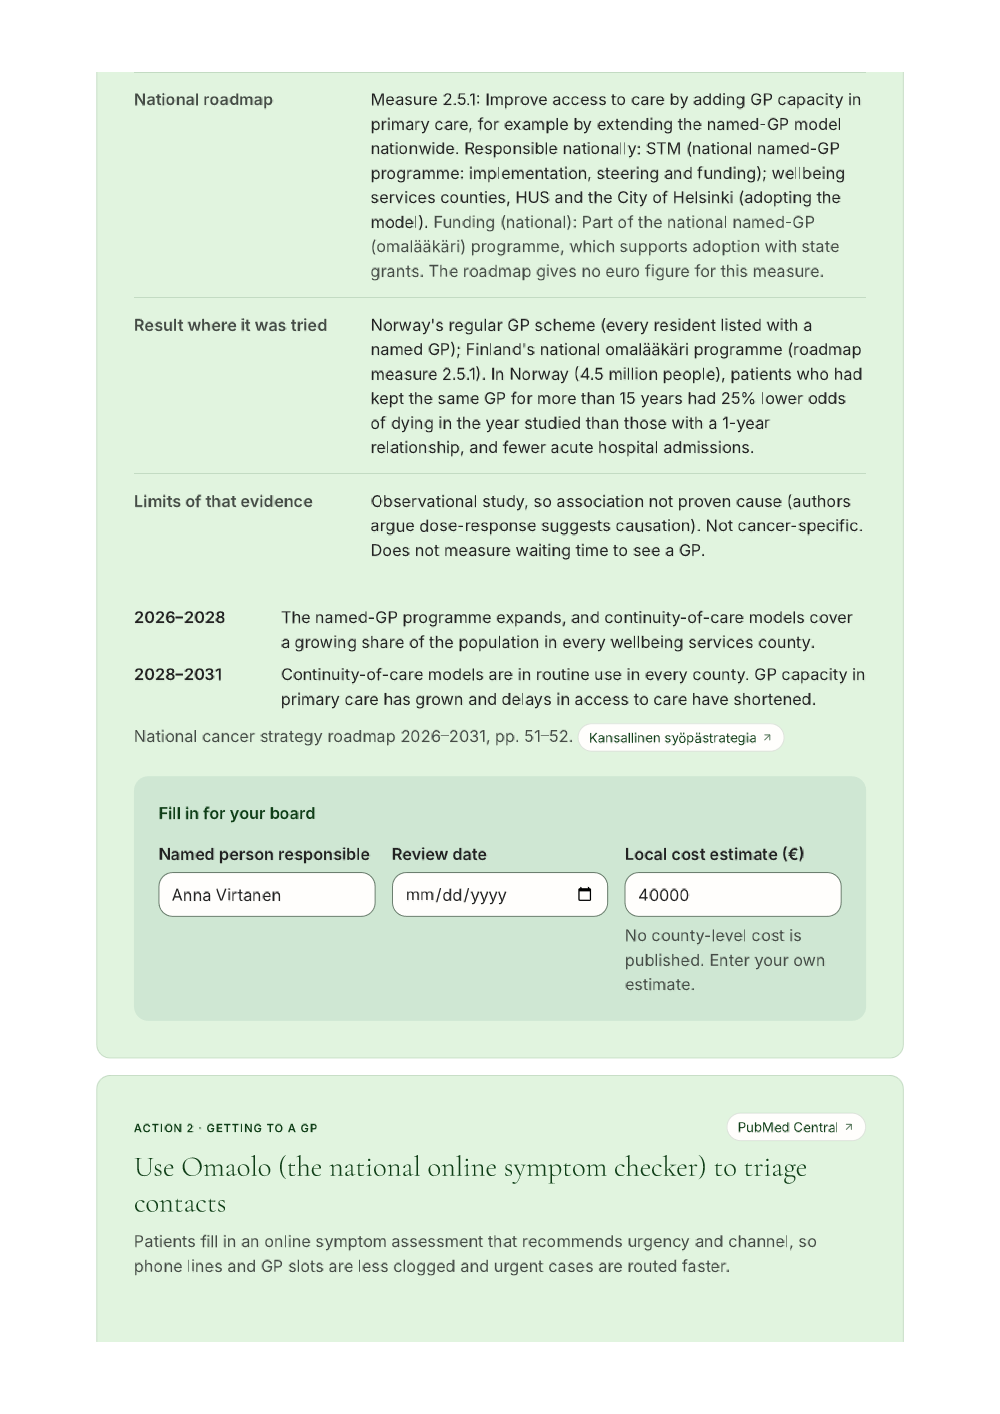 National roadmap
Measure 2.5.1: Improve access to care by adding GP capacity in
primary care, for example by extending the named-GP model
nationwide. Responsible nationally: STM (national named-GP
programme: implementation, steering and funding); wellbeing
services counties, HUS and the City of Helsinki (adopting the
model). Funding (national): Part of the national named-GP
(omalääkäri) programme, which supports adoption with state
grants. The roadmap gives no euro figure for this measure.
Result where it was tried
Norway's regular GP scheme (every resident listed with a
named GP); Finland's national omalääkäri programme (roadmap
measure 2.5.1). In Norway (4.5 million people), patients who had
kept the same GP for more than 15 years had 25% lower odds
of dying in the year studied than those with a 1-year
relationship, and fewer acute hospital admissions.
Limits of that evidence
Observational study, so association not proven cause (authors
argue dose-response suggests causation). Not cancer-specific.
Does not measure waiting time to see a GP.
2026–2028
The named-GP programme expands, and continuity-of-care models cover
a growing share of the population in every wellbeing services county.
2028–2031
Continuity-of-care models are in routine use in every county. GP capacity in
primary care has grown and delays in access to care have shortened.
National cancer strategy roadmap 2026–2031, pp. 51–52. Kansallinen syöpästrategia ↗
Fill in for your board
Named person responsible
Anna Virtanen
Review date
mm/dd/yyyy
Local cost estimate (€)
40000
No county-level cost is
published. Enter your own
estimate.
ACTION 2 · GETTING TO A GP
PubMed Central ↗
Use Omaolo (the national online symptom checker) to triage
contacts
Patients fill in an online symptom assessment that recommends urgency and channel, so
phone lines and GP slots are less clogged and urgent cases are routed faster.